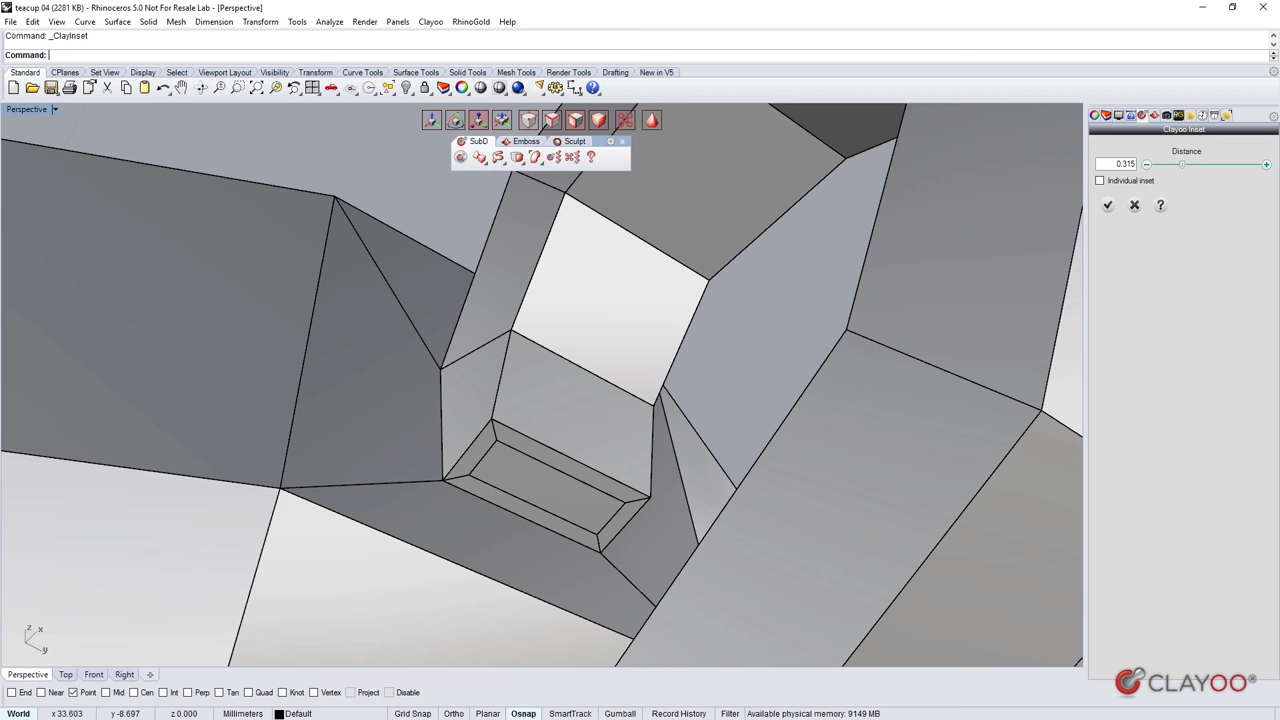 teacup 04 (2281 KB) - Rhinoceros 5.0 Not For Resale Lab - [Perspective]
File Edit View Curve Surface Solid Mesh Dimension Transform Tools Analyze Render Panels Clayoo RhinoGold Help
Command: _ClayInset
Command:
Standard CPlanes Set View Display Select Viewport Layout Visibility Transform Curve Tools Surface Tools Solid Tools Mesh Tools Render Tools Drafting New in V5
Perspective
SubD Emboss Sculpt
Clayoo Inset
Distance
0.315
Individual inset
z x
y
Perspective Top Front Right
CLAYOO®
End Near Point Mid Cen Int Perp Tan Quad Knot Vertex Project Disable
World x 33.603 y -8.697 z 0.000 Millimeters Default Grid Snap Ortho Planar Osnap SmartTrack Gumball Record History Filter Available physical memory: 9149 MB